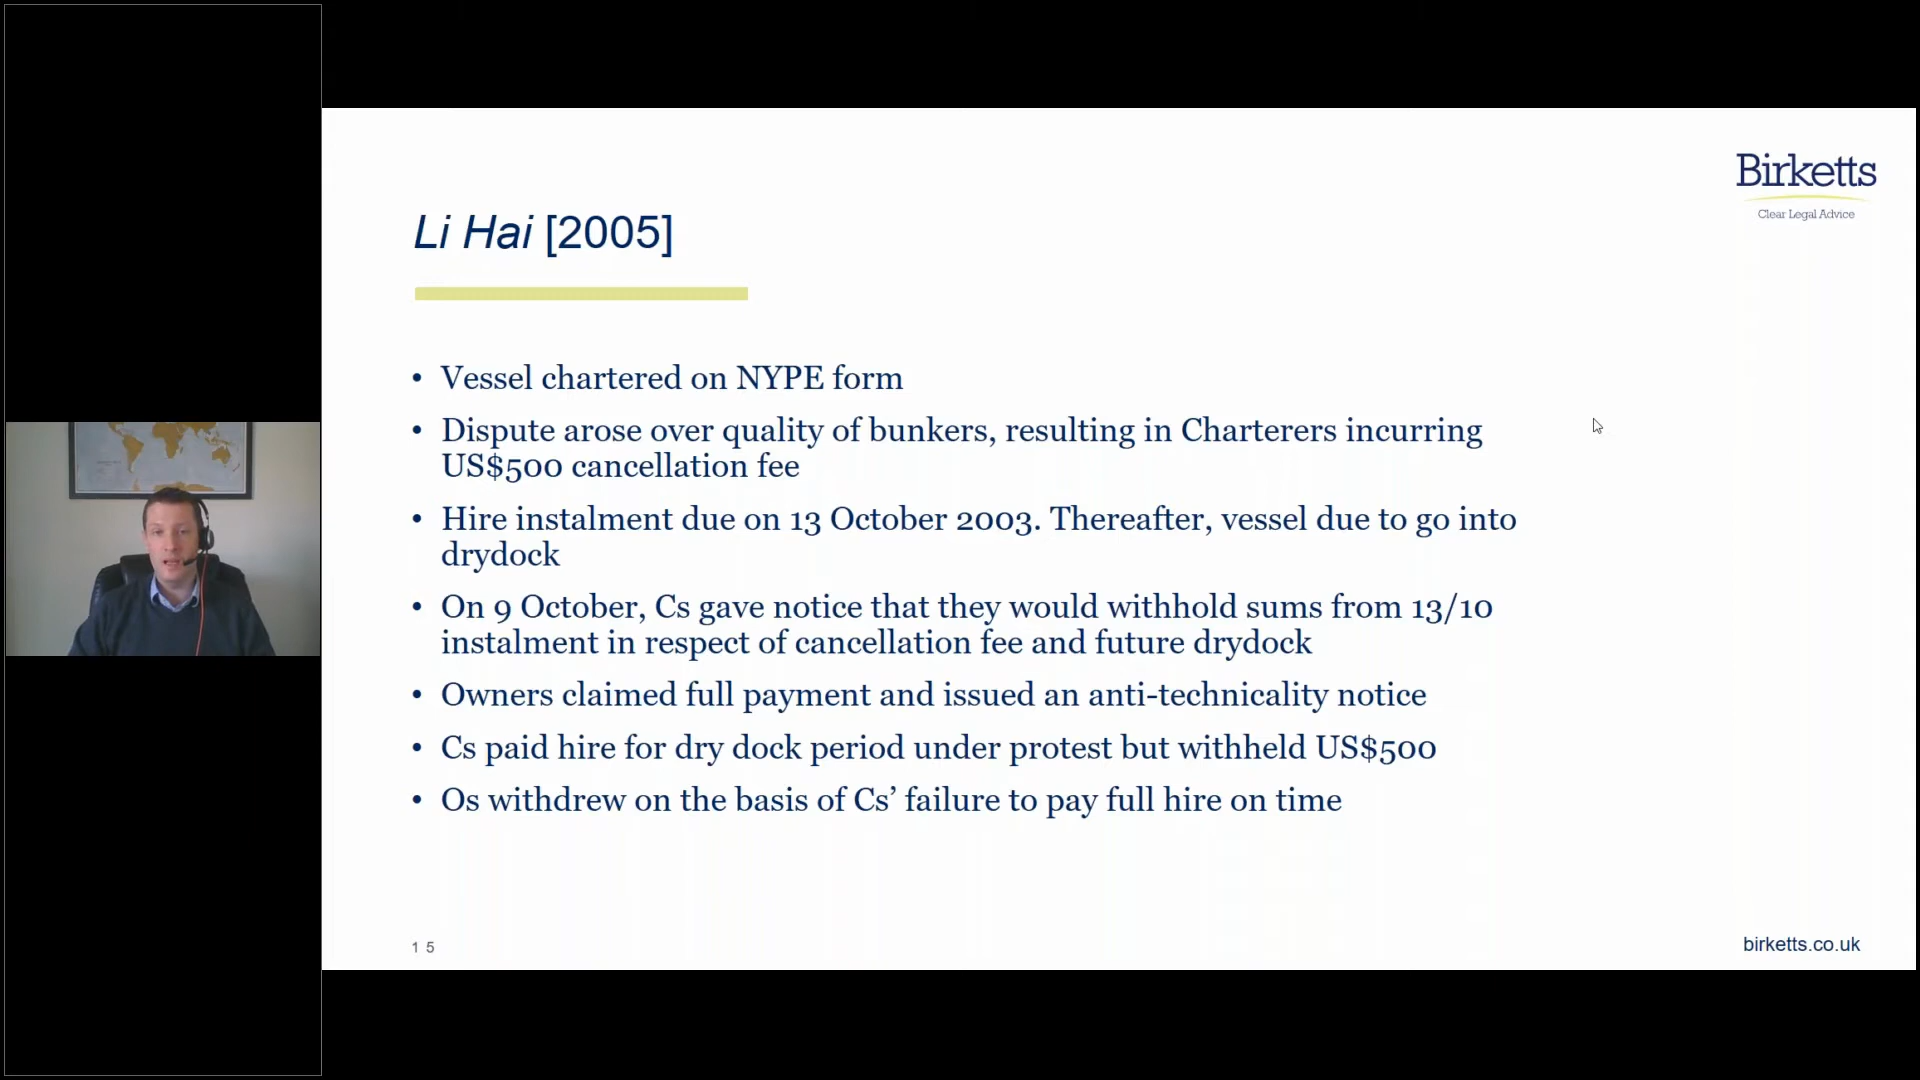 Birketts
Clear Legal Advice
Li Hai [2005]
• Vessel chartered on NYPE form
• Dispute arose over quality of bunkers, resulting in Charterers incurring
US$500 cancellation fee
• Hire instalment due on 13 October 2003. Thereafter, vessel due to go into
drydock
• On 9 October, Cs gave notice that they would withhold sums from 13/10
instalment in respect of cancellation fee and future drydock
• Owners claimed full payment and issued an anti-technicality notice
• Cs paid hire for dry dock period under protest but withheld US$500
• Os withdrew on the basis of Cs’ failure to pay full hire on time
15
birketts.co.uk